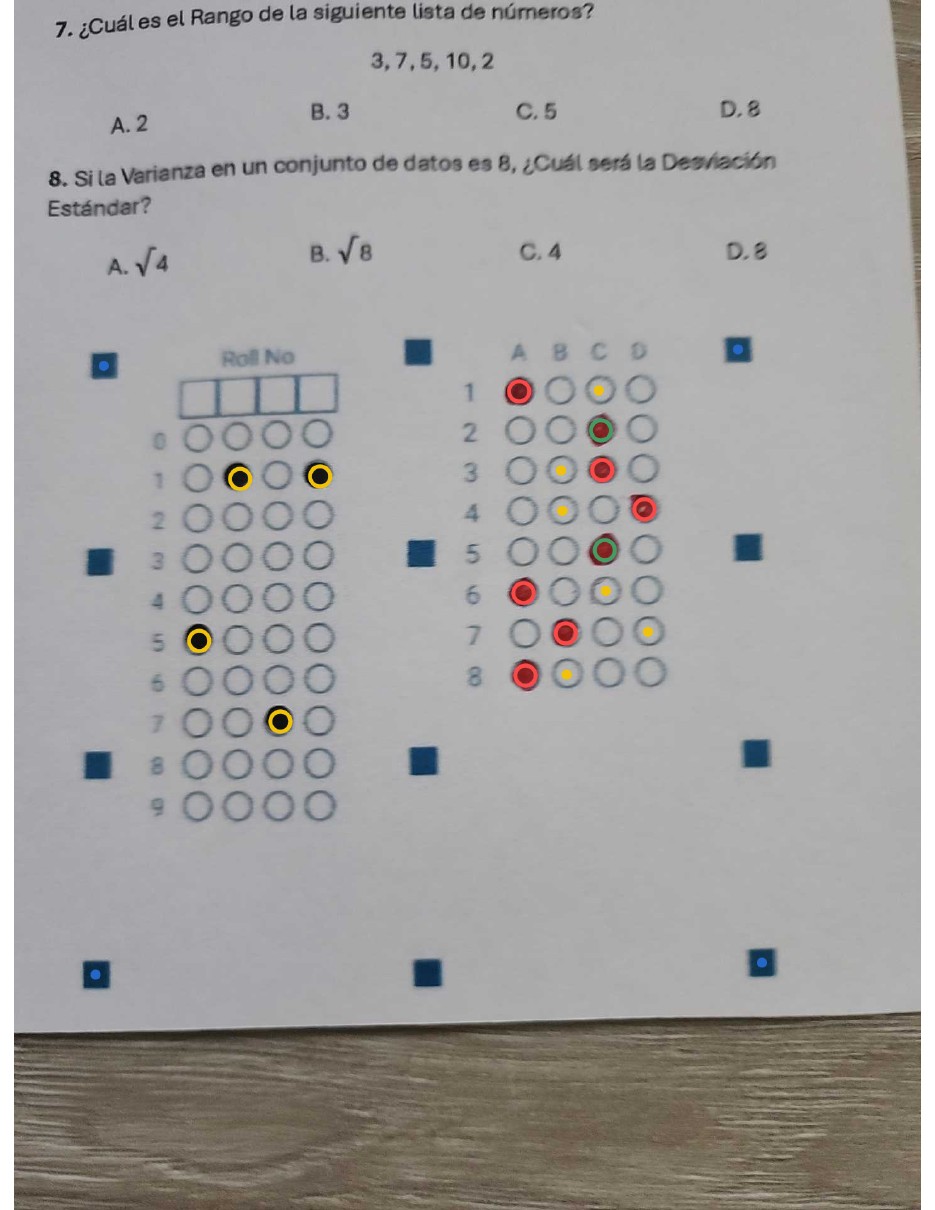 7. ¿Cuál es el Rango de la siguiente lista de números?
3, 7, 5, 10, 2
A. 2 B. 3 C. 5 D. 8
8. Si la Varianza en un conjunto de datos es 8, ¿Cuál será la Desviación
Estándar?
A. √4 B. √8 C. 4 D. 8
Roll No
0
1
2
3
4
5
6
7
8
9
A B C D
1
2
3
4
5
6
7
8